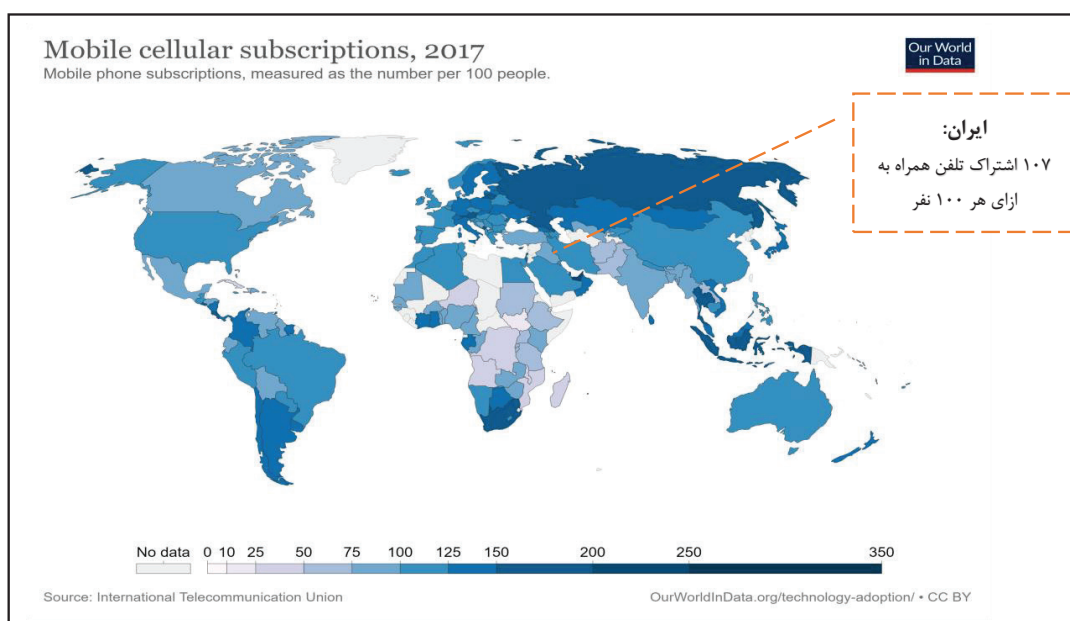 Mobile cellular subscriptions, 2017
Mobile phone subscriptions, measured as the number per 100 people.
Our World
in Data
ایران:
۱۰۷ اشتراک تلفن همراه به
ازای هر ۱۰۰ نفر
No data 0 10 25 50 75 100 125 150 200 250 350
Source: International Telecommunication Union
OurWorldInData.org/technology-adoption/ • CC BY